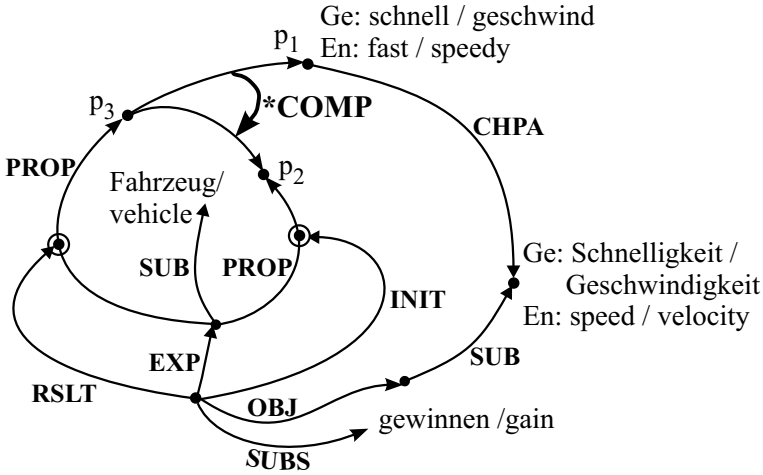 Ge: schnell / geschwind
En: fast / speedy
p1
*COMP
p3
CHPA
PROP
Fahrzeug/
vehicle
p2
SUB
PROP
Ge: Schnelligkeit /
Geschwindigkeit
En: speed / velocity
INIT
EXP
SUB
RSLT
OBJ
gewinnen /gain
SUBS